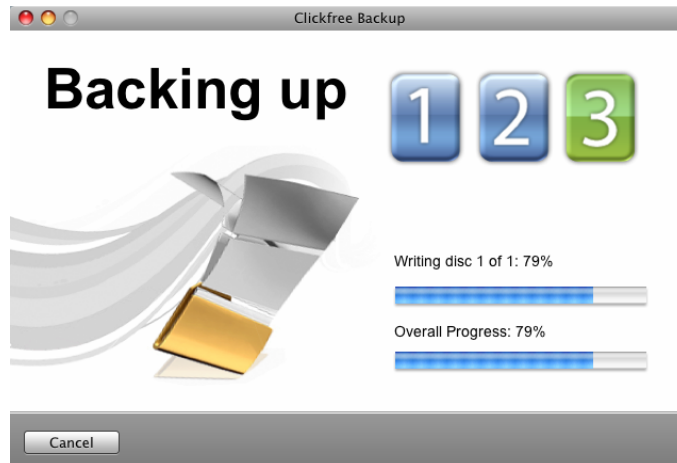 Clickfree Backup
Backing up
1 2 3
Writing disc 1 of 1: 79%
Overall Progress: 79%
Cancel